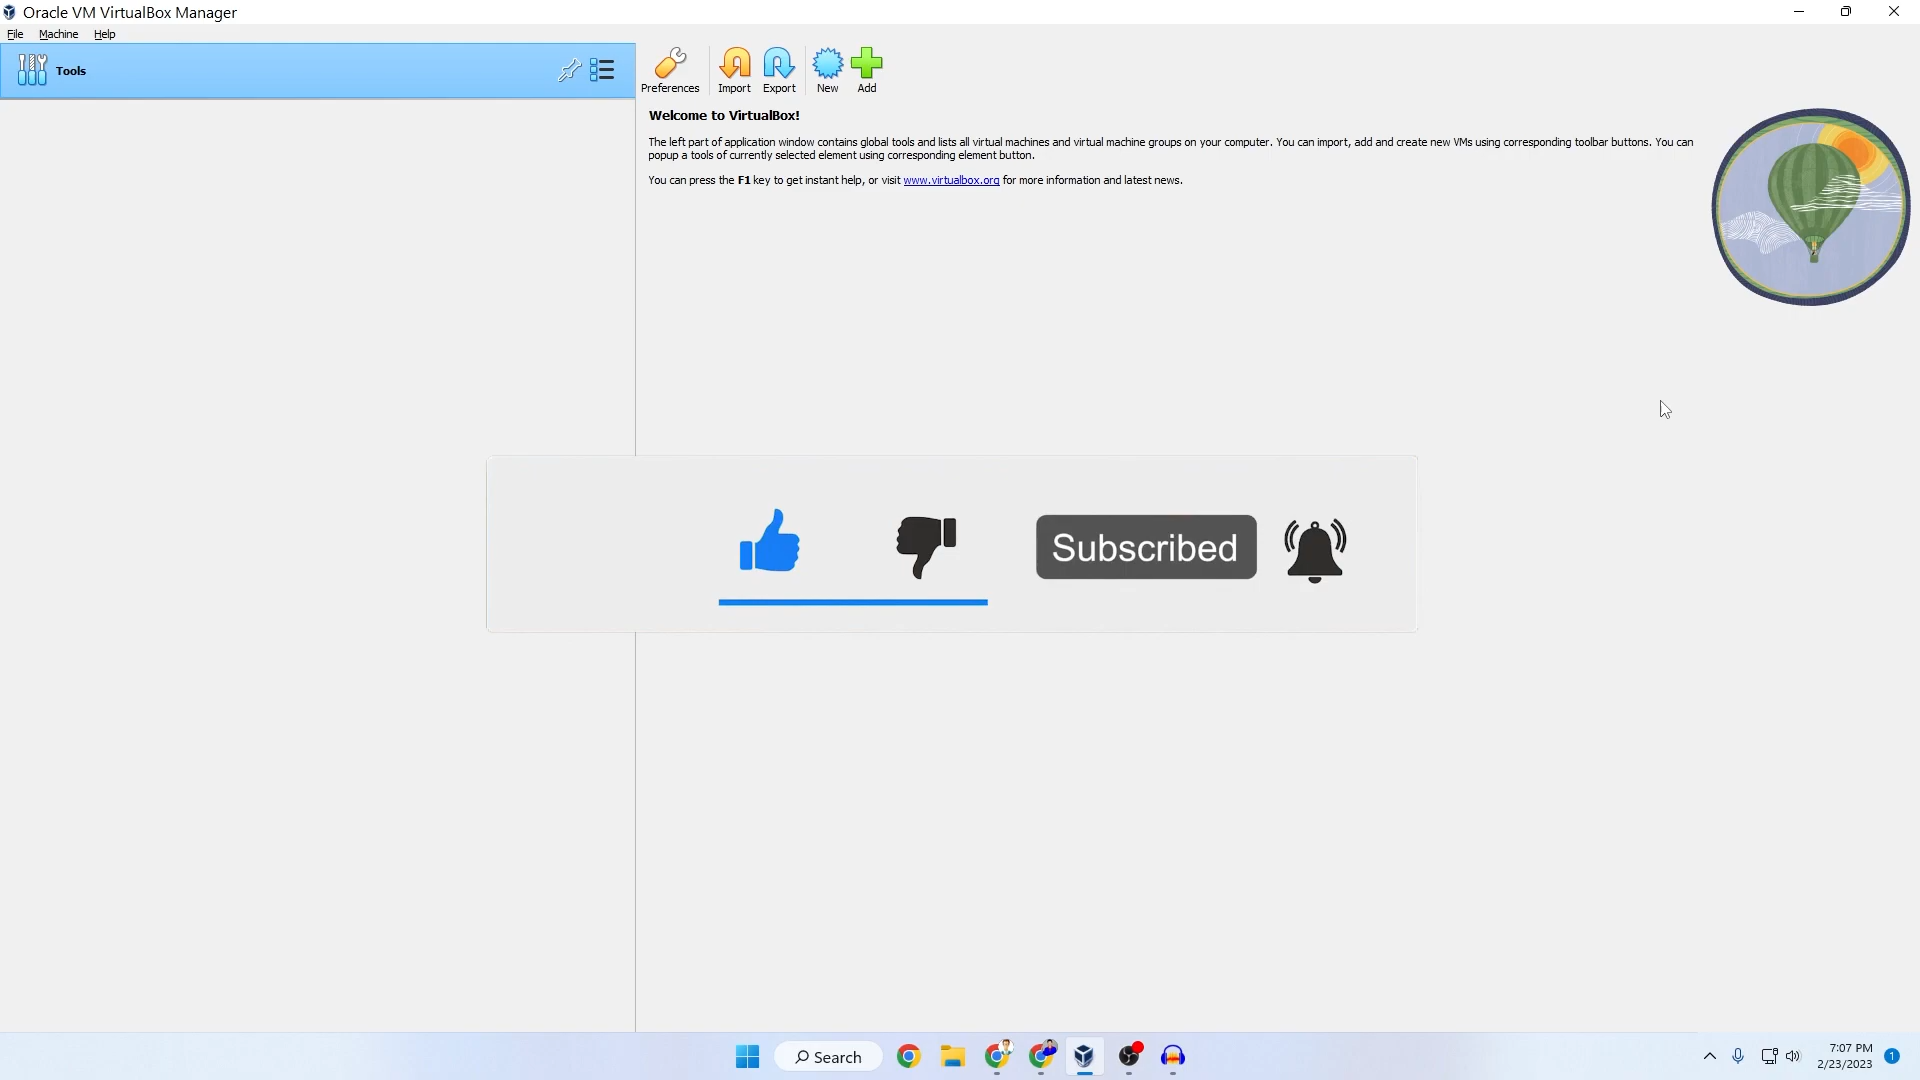 Oracle VM VirtualBox Manager
File Machine Help
Tools
Preferences Import Export New Add
Welcome to VirtualBox!
The left part of application window contains global tools and lists all virtual machines and virtual machine groups on your computer. You can import, add and create new VMs using corresponding toolbar buttons. You can
popup a tools of currently selected element using corresponding element button.
You can press the F1 key to get instant help, or visit www.virtualbox.org for more information and latest news.
Subscribed
Search
7:07 PM
2/23/2023
1